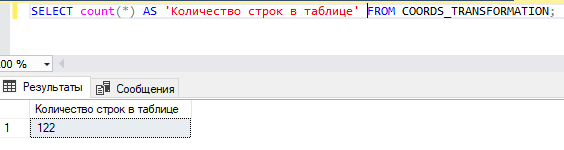 SELECT count(*) AS 'Количество строк в таблице' FROM COORDS_TRANSFORMATION;
00 %
Результаты Сообщения
Количество строк в таблице
1 122